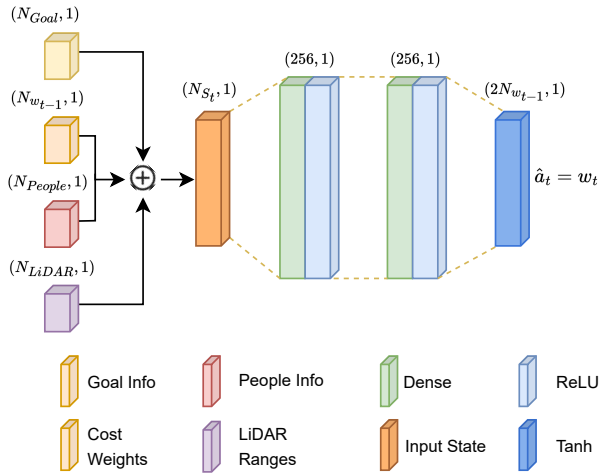 (N_{Goal}, 1)
(N_{w_{t-1}}, 1)
(N_{People}, 1)
(N_{LiDAR}, 1)
(N_{S_t}, 1)
(256, 1)
(256, 1)
(2N_{w_{t-1}}, 1)
â_t = w_t
Goal Info
People Info
Dense
ReLU
Cost
Weights
LiDAR
Ranges
Input State
Tanh